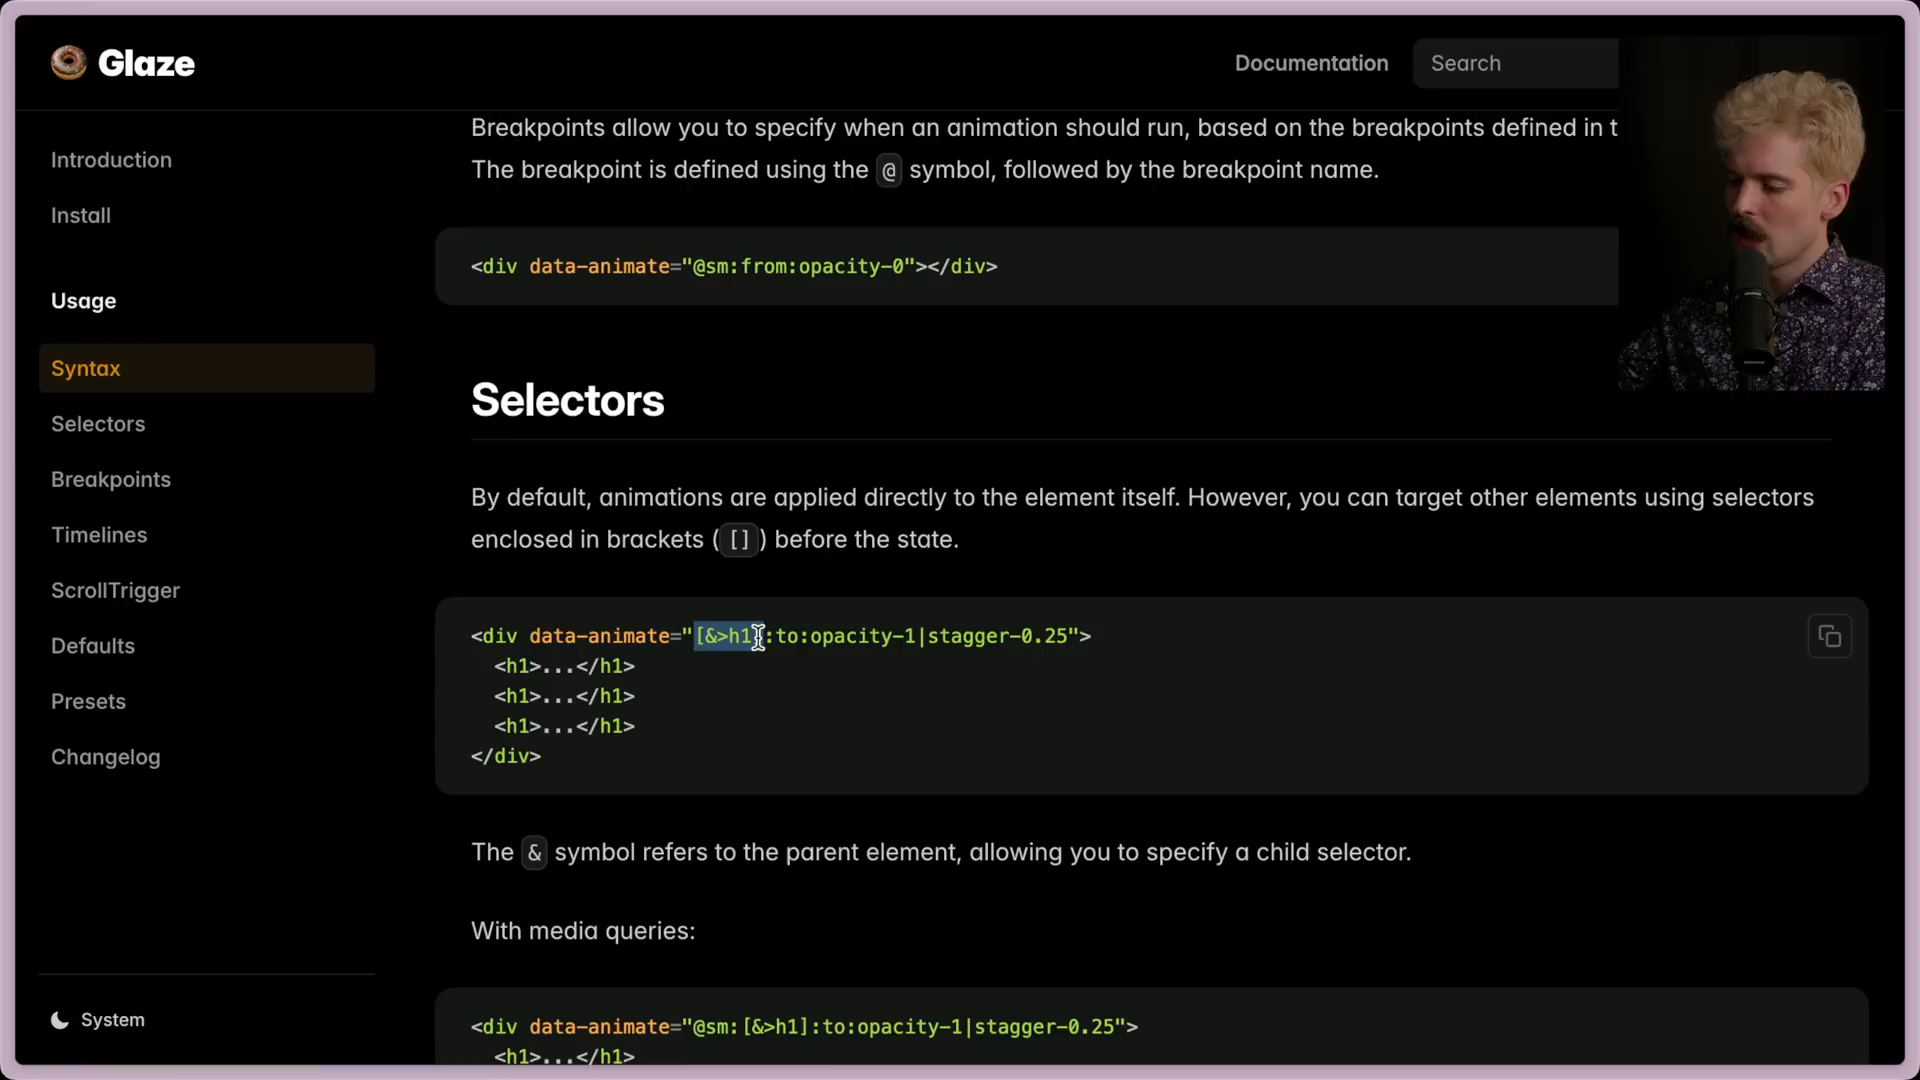 Glaze
Documentation
Search
Introduction
Install
Usage
Syntax
Selectors
Breakpoints
Timelines
ScrollTrigger
Defaults
Presets
Changelog
System
Breakpoints allow you to specify when an animation should run, based on the breakpoints defined in t
The breakpoint is defined using the @ symbol, followed by the breakpoint name.
<div data-animate="@sm:from:opacity-0"></div>
Selectors
By default, animations are applied directly to the element itself. However, you can target other elements using selectors
enclosed in brackets ( [] ) before the state.
<div data-animate="[&>h1]:to:opacity-1|stagger-0.25">
<h1>...</h1>
<h1>...</h1>
<h1>...</h1>
</div>
The & symbol refers to the parent element, allowing you to specify a child selector.
With media queries:
<div data-animate="@sm:[&>h1]:to:opacity-1|stagger-0.25">
<h1>...</h1>